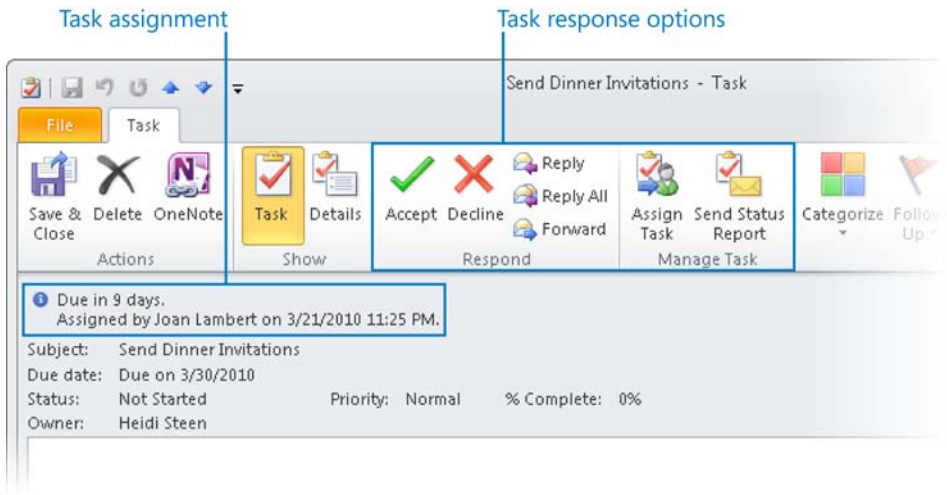 Task assignment
Task response options
Send Dinner Invitations - Task
File Task
Save & Close
Delete
OneNote
Task
Details
Accept
Decline
Reply
Reply All
Forward
Assign Task
Send Status Report
Categorize
Follow Up
Actions
Show
Respond
Manage Task
Due in 9 days.
Assigned by Joan Lambert on 3/21/2010 11:25 PM.
Subject: Send Dinner Invitations
Due date: Due on 3/30/2010
Status: Not Started Priority: Normal % Complete: 0%
Owner: Heidi Steen